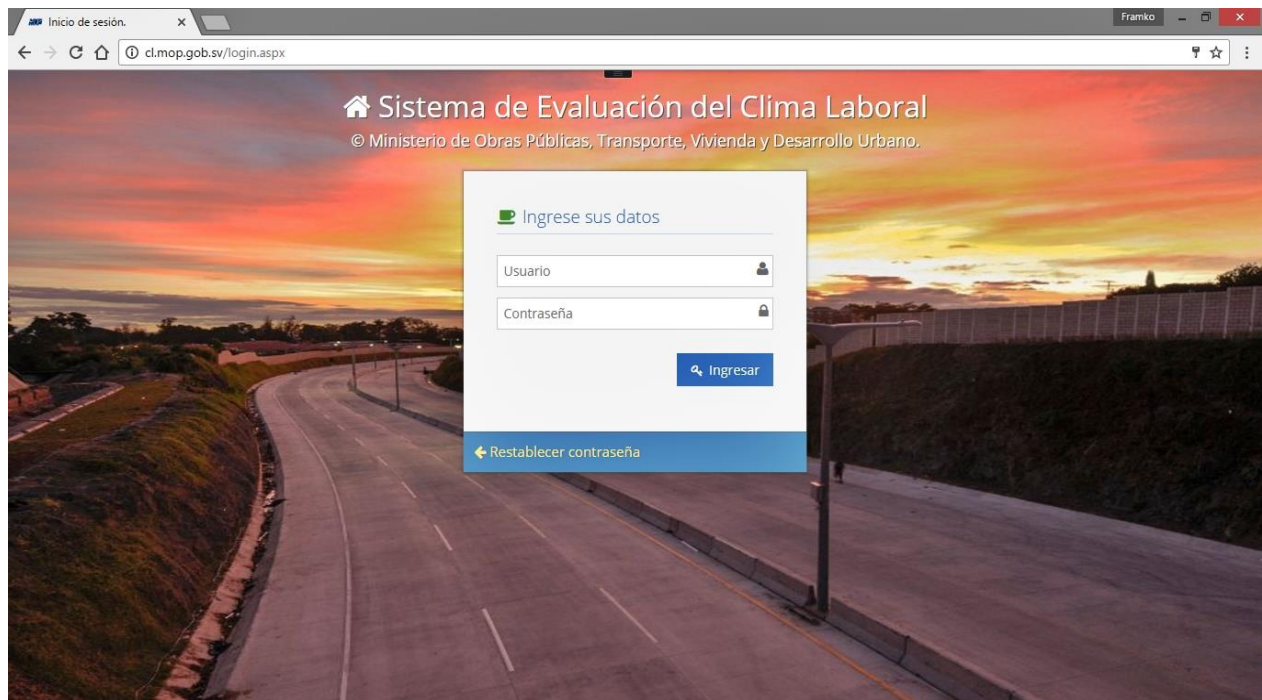 Inicio de sesión.
Framko
cl.mop.gob.sv/login.aspx
Sistema de Evaluación del Clima Laboral
© Ministerio de Obras Públicas, Transporte, Vivienda y Desarrollo Urbano.
Ingrese sus datos
Usuario
Contraseña
Ingresar
Restablecer contraseña